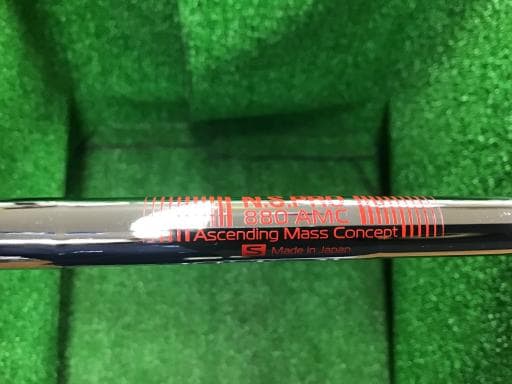 N.S.PRO
880 AMC
Ascending Mass Concept
S Made in Japan